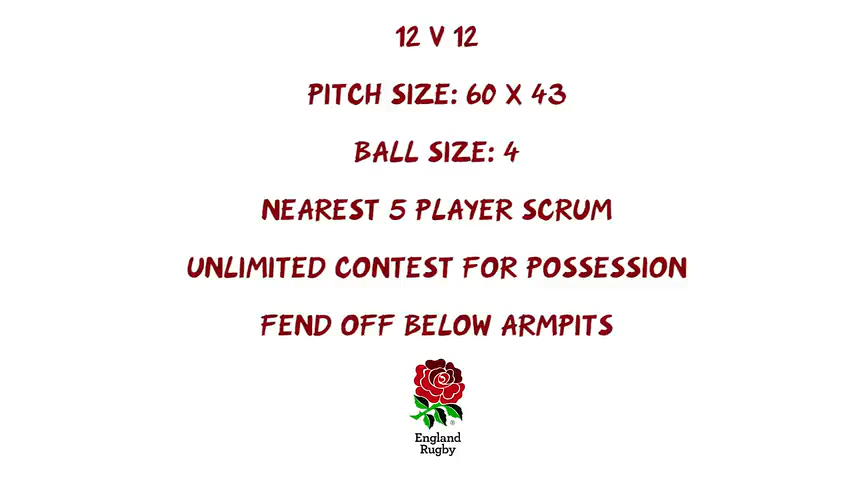 12 V 12
PITCH SIZE: 60 X 43
BALL SIZE: 4
NEAREST 5 PLAYER SCRUM
UNLIMITED CONTEST FOR POSSESSION
FEND OFF BELOW ARMPITS
®
England
Rugby